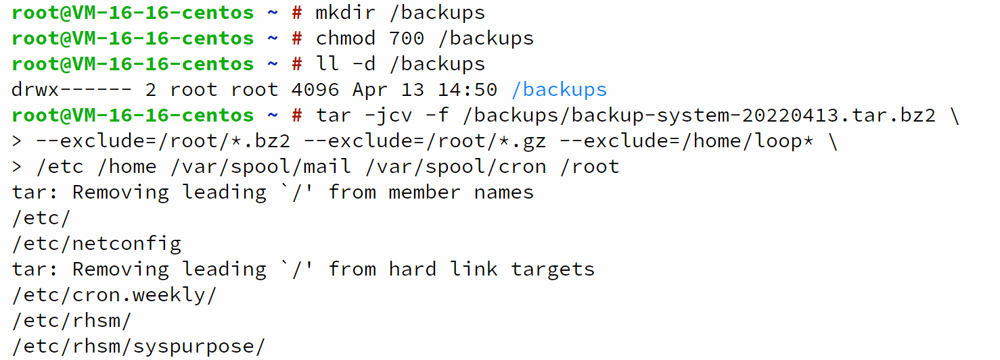 root@VM-16-16-centos ~ # mkdir /backups
root@VM-16-16-centos ~ # chmod 700 /backups
root@VM-16-16-centos ~ # ll -d /backups
drwx------ 2 root root 4096 Apr 13 14:50 /backups
root@VM-16-16-centos ~ # tar -jcv -f /backups/backup-system-20220413.tar.bz2 \
> --exclude=/root/*.bz2 --exclude=/root/*.gz --exclude=/home/loop* \
> /etc /home /var/spool/mail /var/spool/cron /root
tar: Removing leading `/' from member names
/etc/
/etc/netconfig
tar: Removing leading `/' from hard link targets
/etc/cron.weekly/
/etc/rhsm/
/etc/rhsm/syspurpose/